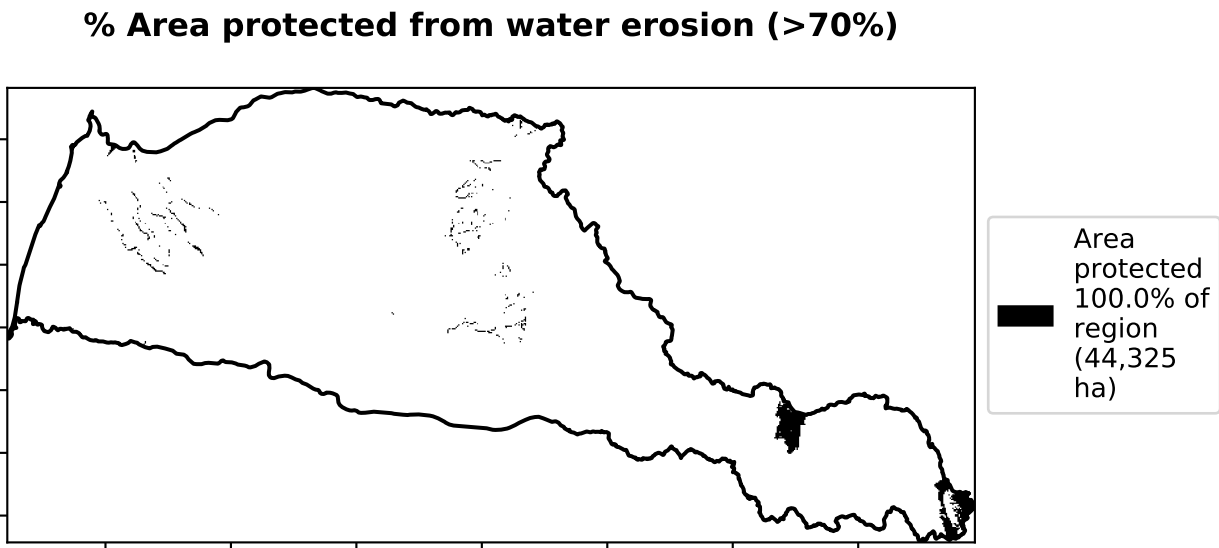 % Area protected from water erosion (>70%)
Area
protected
100.0% of
region
(44,325
ha)